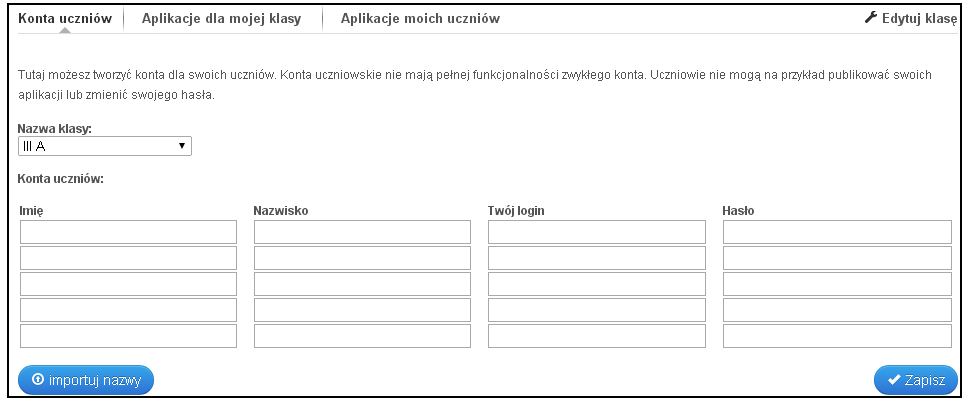 Konta uczniów Aplikacje dla mojej klasy Aplikacje moich uczniów Edytuj klasę
Tutaj możesz tworzyć konta dla swoich uczniów. Konta uczniowskie nie mają pełnej funkcjonalności zwykłego konta. Uczniowie nie mogą na przykład publikować swoich
aplikacji lub zmienić swojego hasła.
Nazwa klasy:
III A
Konta uczniów:
Imię Nazwisko Twój login Hasło
importuj nazwy Zapisz